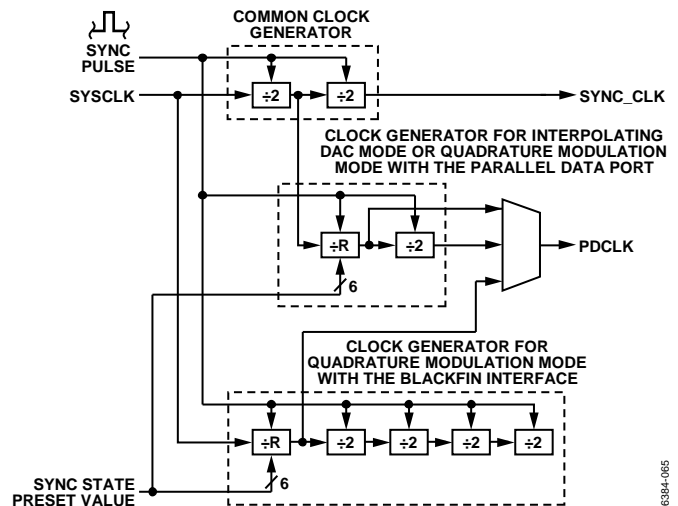 COMMON CLOCK
GENERATOR
SYNC
PULSE
SYSCLK
÷2
÷2
SYNC_CLK
CLOCK GENERATOR FOR INTERPOLATING
DAC MODE OR QUADRATURE MODULATION
MODE WITH THE PARALLEL DATA PORT
÷R
÷2
PDCLK
6
CLOCK GENERATOR FOR
QUADRATURE MODULATION MODE
WITH THE BLACKFIN INTERFACE
÷R
÷2
÷2
÷2
÷2
6
SYNC STATE
PRESET VALUE
6384-065